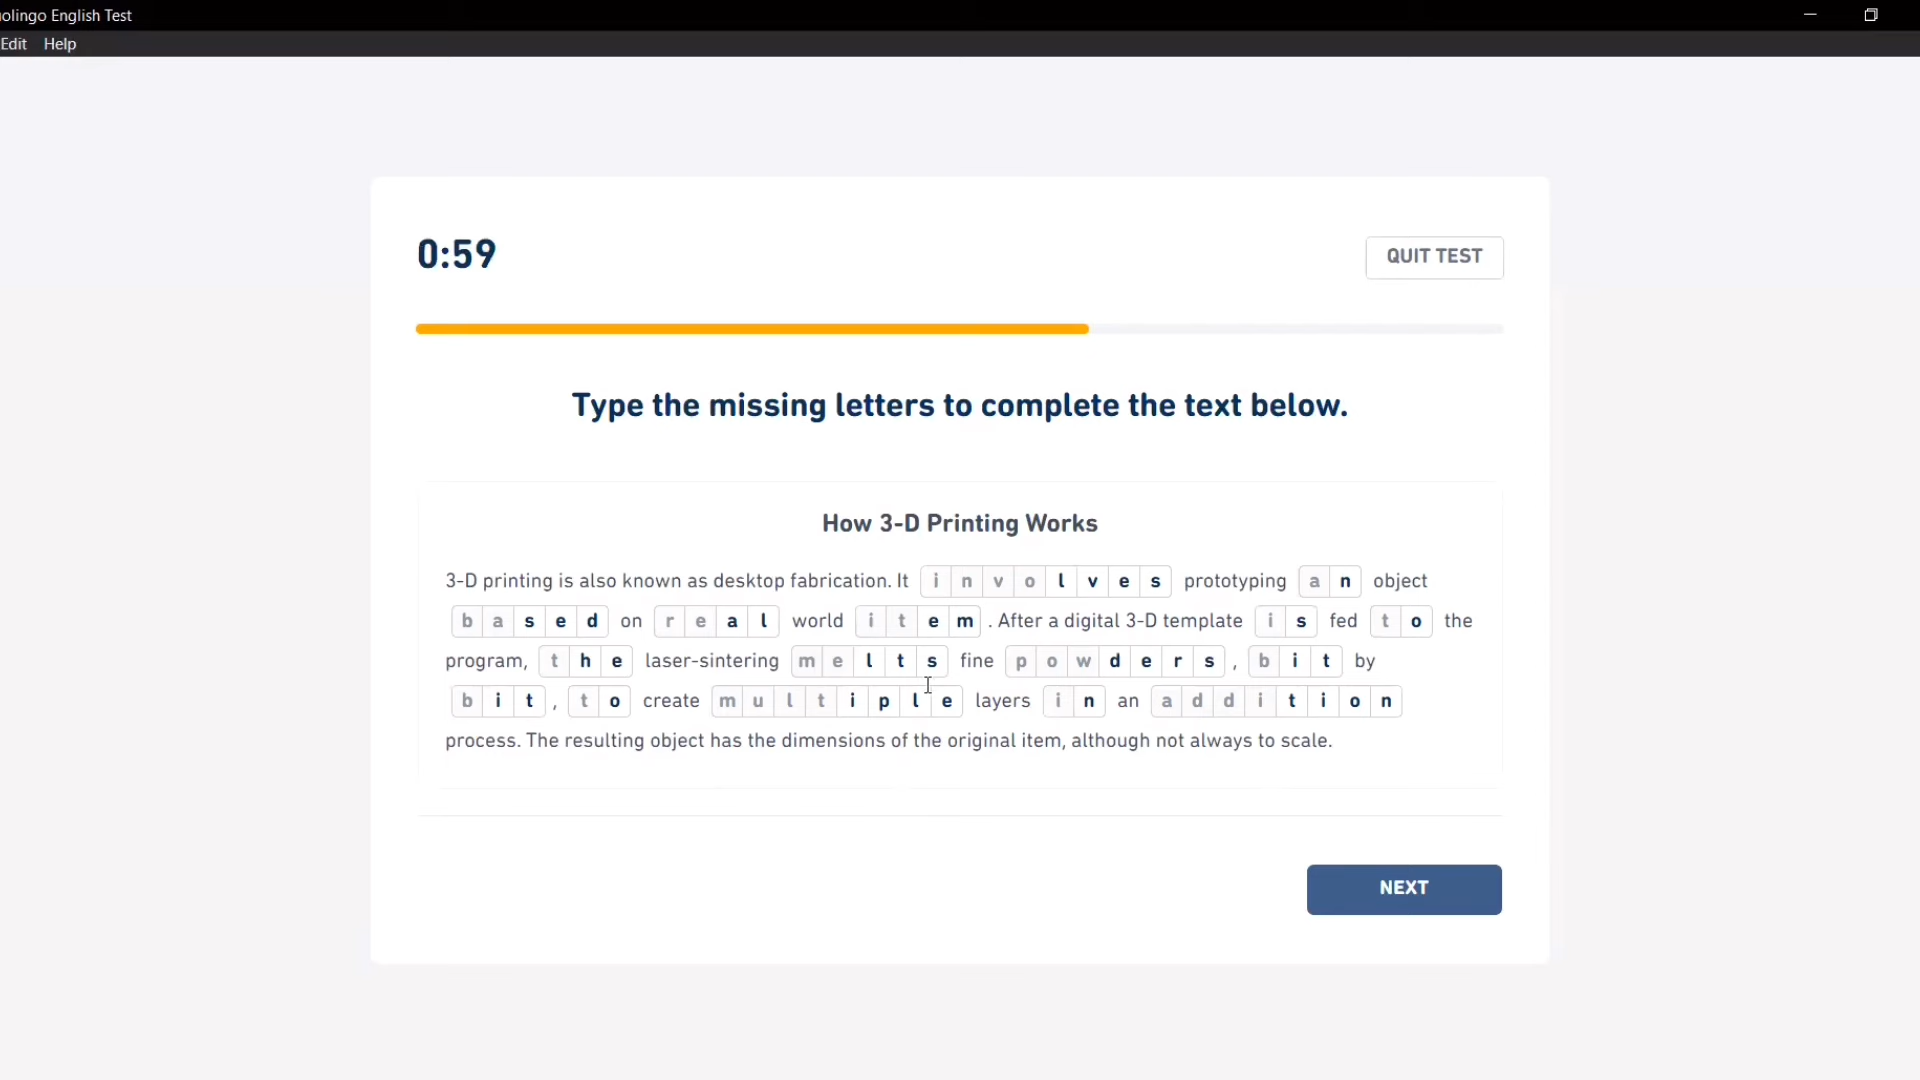 olingo English Test
Edit Help
0:59
QUIT TEST
Type the missing letters to complete the text below.
How 3-D Printing Works
3-D printing is also known as desktop fabrication. It involves prototyping an object
based on real world item. After a digital 3-D template is fed to the
program, the laser-sintering melts fine powders, bit by
bit, to create multiple layers in an addition
process. The resulting object has the dimensions of the original item, although not always to scale.
NEXT